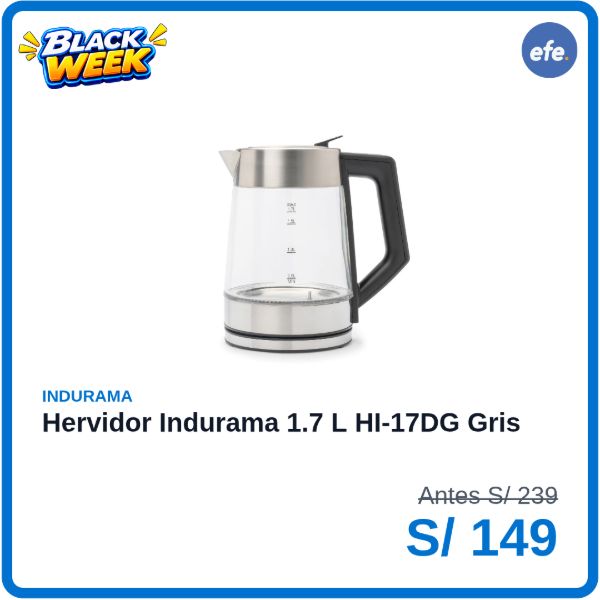 BLACK
WEEK
efe.
INDURAMA
Hervidor Indurama 1.7 L HI-17DG Gris
Antes S/ 239
S/ 149